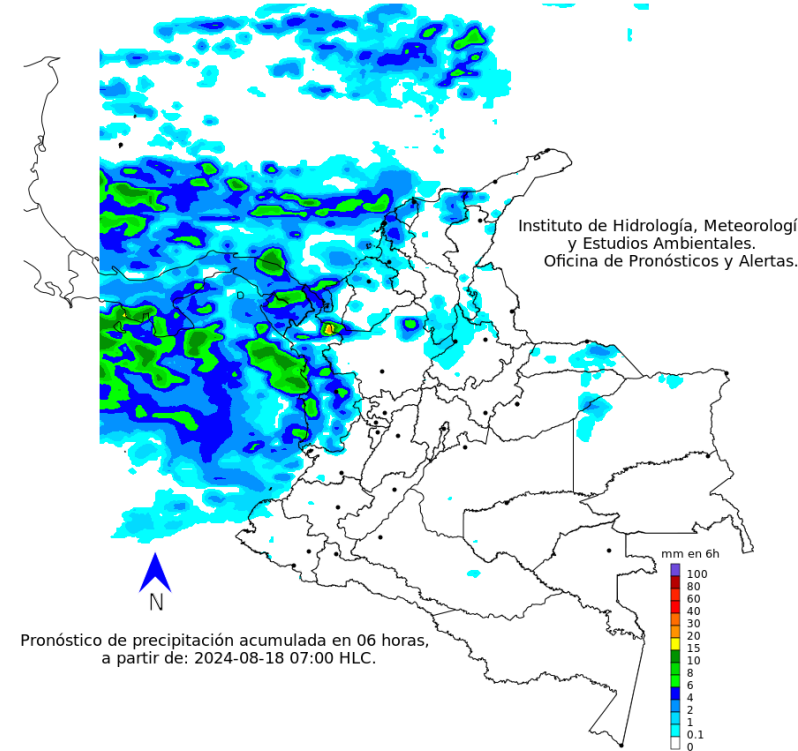 Instituto de Hidrología, Meteorologí
y Estudios Ambientales.
Oficina de Pronósticos y Alertas.
mm en 6h
100
80
60
40
30
20
15
10
8
6
4
2
1
0.1
0
N
Pronóstico de precipitación acumulada en 06 horas,
a partir de: 2024-08-18 07:00 HLC.